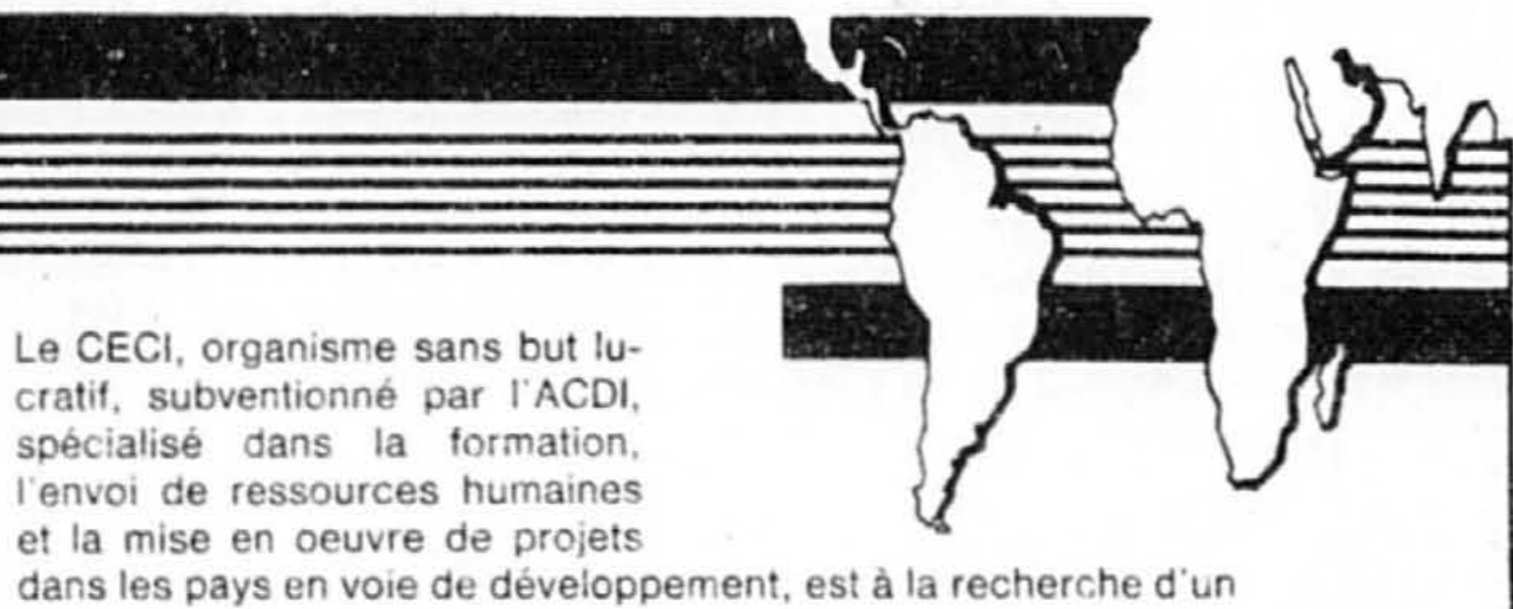 Le CECI, organisme sans but lu-
cratif, subventionné par l'ACDI,
spécialisé dans la formation,
l'envoi de ressources humaines
et la mise en oeuvre de projets
dans les pays en voie de développement, est à la recherche d'un